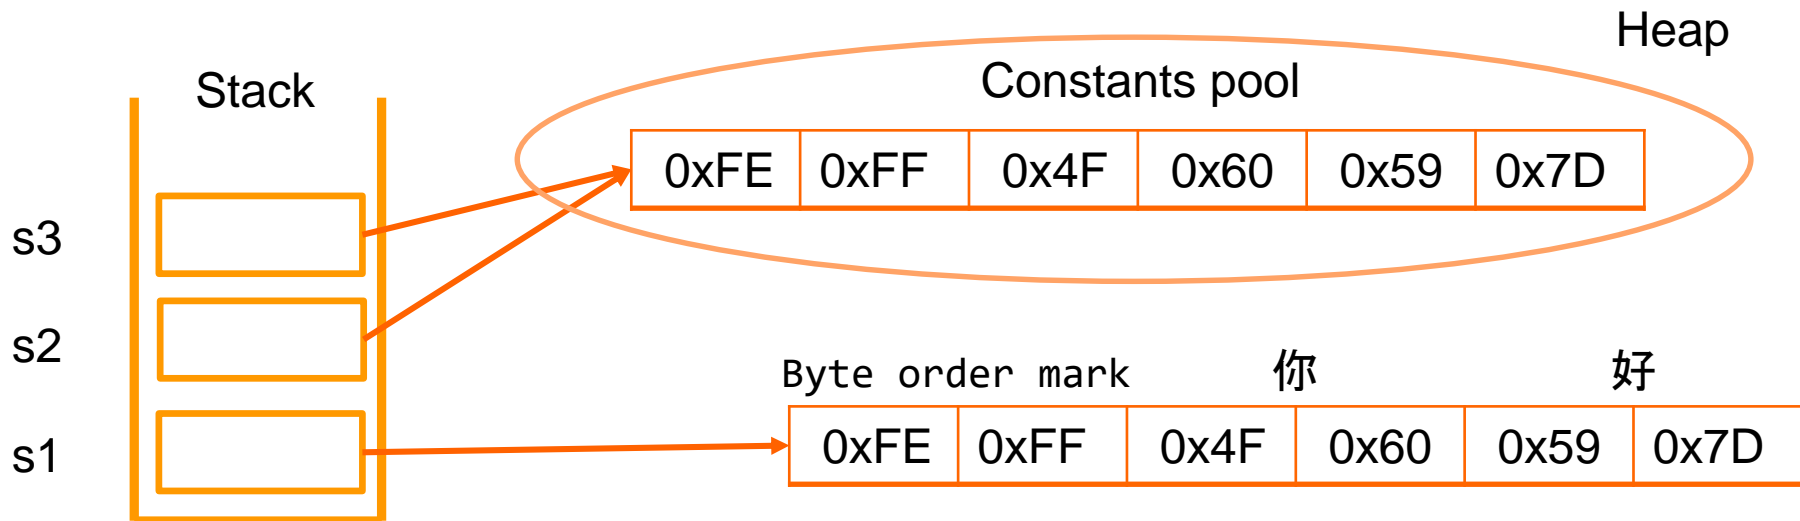 Heap
Stack
Constants pool
0xFE 0xFF 0x4F 0x60 0x59 0x7D
s3
s2
Byte order mark 你 好
s1
0xFE 0xFF 0x4F 0x60 0x59 0x7D